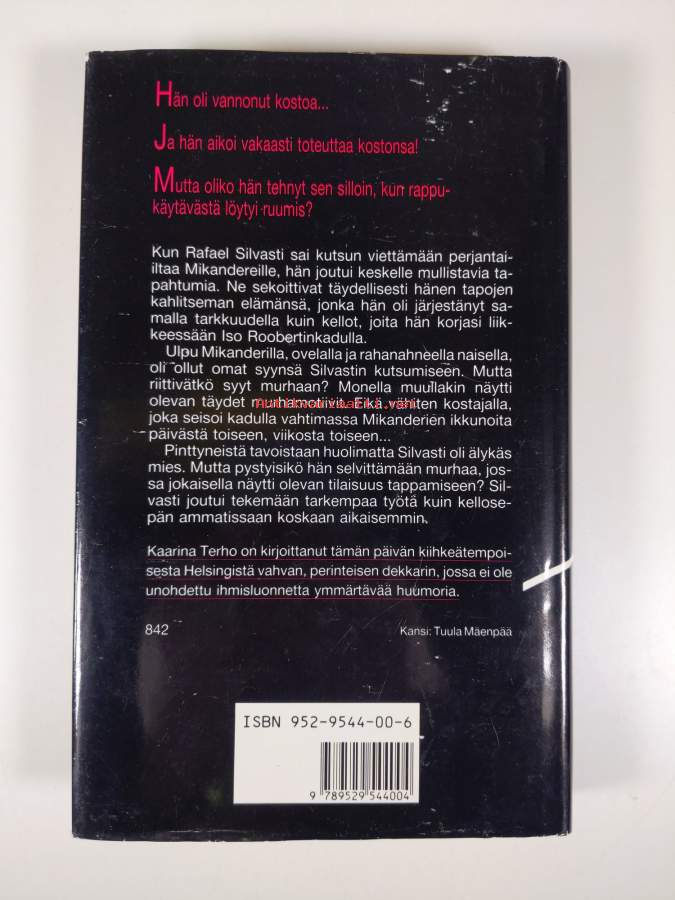 Hän oli vannonut kostoa...
Ja hän aikoi vakaasti toteuttaa kostonsa!
Mutta oliko hän tehnyt sen silloin, kun rappu-
käytävästä löytyi ruumis?
Kun Rafael Silvasti sai kutsun viettämään perjantai-
iltaa Mikandereille, hän joutui keskelle mullistavia ta-
pahtumia. Ne sekoittivat täydellisesti hänen tapojen
kahlitseman elämänsä, jonka hän oli järjestänyt sa-
malla tarkkuudella kuin kellot, joita hän korjasi liik-
keessään Iso Roobertinkadulla.
Ulpu Mikanderilla, ovelalla ja rahanahneella naisella,
oli ollut omat syynsä Silvastin kutsumiseen. Mutta
riittivätkö syyt murhaan? Monella muullakin näytti
olevan täydet murhamotiivit. Eikä vähiten kostajalla,
joka seisoi kadulla vahtimassa Mikanderien ikkunoita
päivästä toiseen, viikosta toiseen...
Pinttyneistä tavoistaan huolimatta Silvasti oli älykäs
mies. Mutta pystyisikö hän selvittämään murhaa, jos-
sa jokaisella näytti olevan tilaisuus tappamiseen? Sil-
vasti joutui tekemään tarkempaa työtä kuin kellose-
pän ammatissaan koskaan aikaisemmin.
Kaarina Terho on kirjoittanut tämän päivän kiihkeätempoi-
sesta Helsingistä vahvan, perinteisen dekkarin, jossa ei ole
unohdettu ihmisluonnetta ymmärtävää huumoria.
842 Kansi: Tuula Mäenpää
ISBN 952-9544-00-6
9 789529 544004